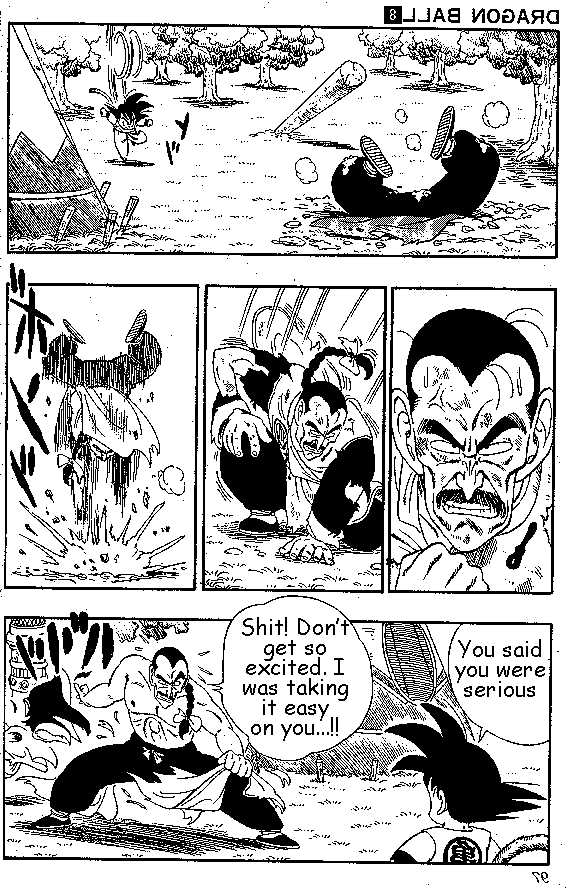 DRAGON BALL 8
Shit! Don't
get so
excited. I
was taking
it easy
on you...!!
You said
you were
serious
97